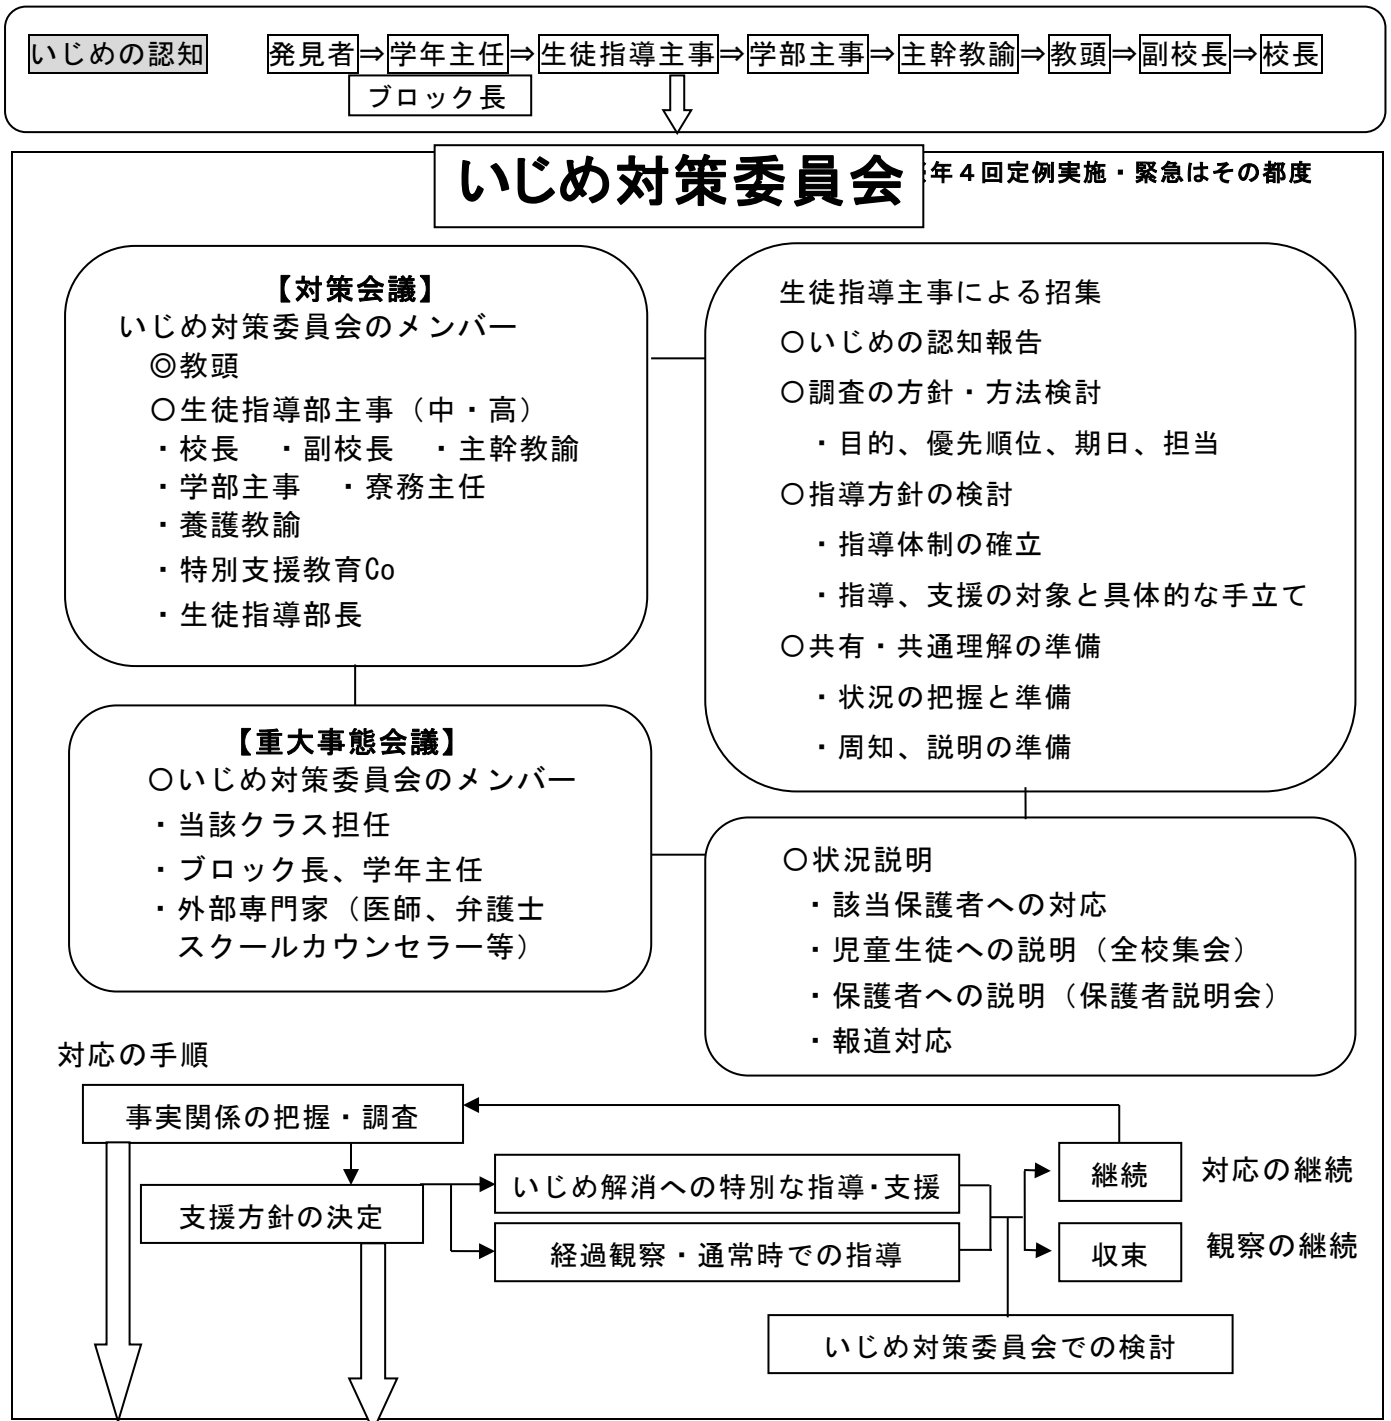 いじめの認知　発見者⇒学年主任⇒生徒指導主事⇒学部主事⇒主幹教諭⇒教頭⇒副校長⇒校長
ブロック長
いじめ対策委員会
年４回定例実施・緊急はその都度
【対策会議】
いじめ対策委員会のメンバー
◎教頭
○生徒指導部主事（中・高）
・校長　・副校長　・主幹教諭
・学部主事　・寮務主任
・養護教諭
・特別支援教育Co
・生徒指導部長
生徒指導主事による招集
○いじめの認知報告
○調査の方針・方法検討
・目的、優先順位、期日、担当
○指導方針の検討
・指導体制の確立
・指導、支援の対象と具体的な手立て
○共有・共通理解の準備
・状況の把握と準備
・周知、説明の準備
【重大事態会議】
○いじめ対策委員会のメンバー
・当該クラス担任
・ブロック長、学年主任
・外部専門家（医師、弁護士
スクールカウンセラー等）
○状況説明
・該当保護者への対応
・児童生徒への説明（全校集会）
・保護者への説明（保護者説明会）
・報道対応
対応の手順
事実関係の把握・調査
支援方針の決定
いじめ解消への特別な指導・支援
経過観察・通常時での指導
継続　対応の継続
収束　観察の継続
いじめ対策委員会での検討